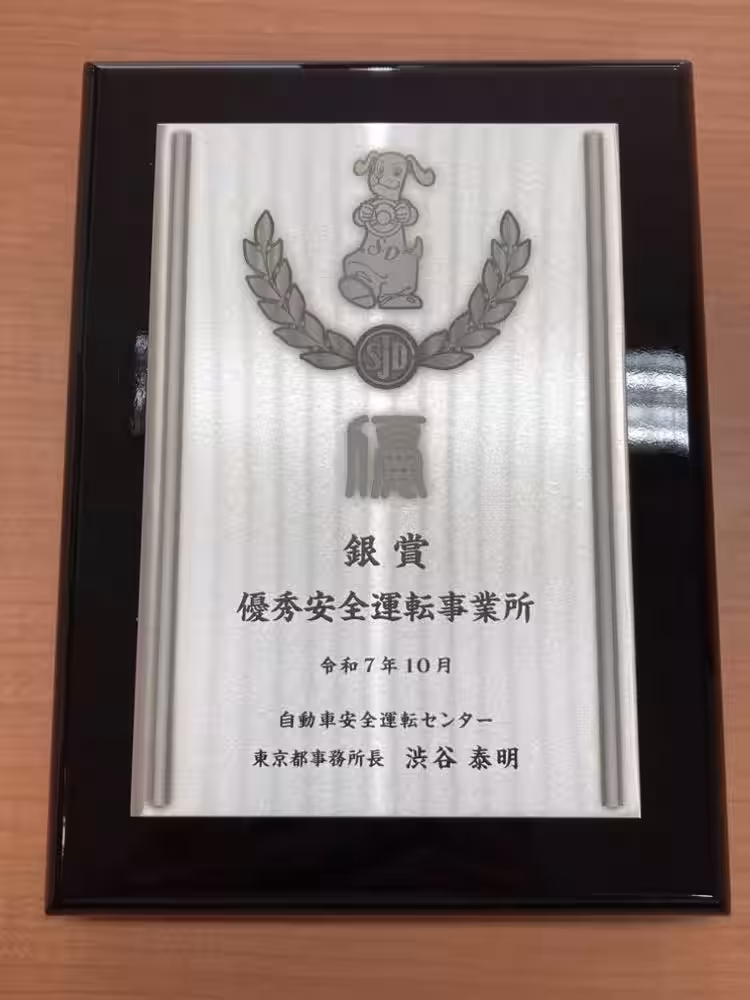 SD
SJD
優
銀賞
優秀安全運転事業所
令和7年10月
自動車安全運転センター
東京都事務所長 渋谷 泰明